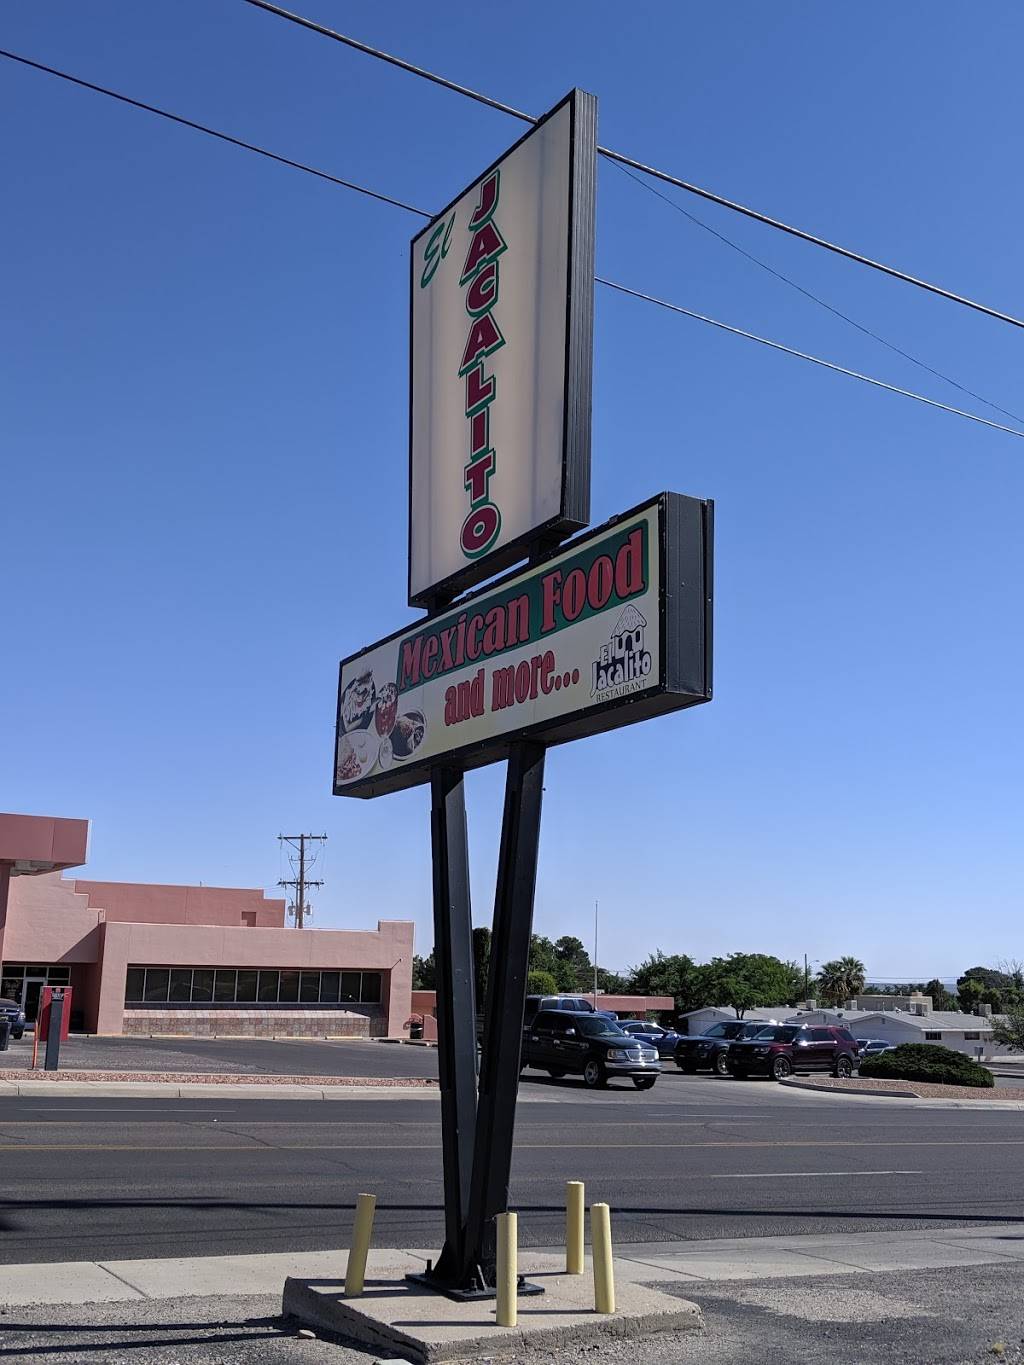 El
JACALITO
Mexican Food
and more...
El
Jacalito
RESTAURANT